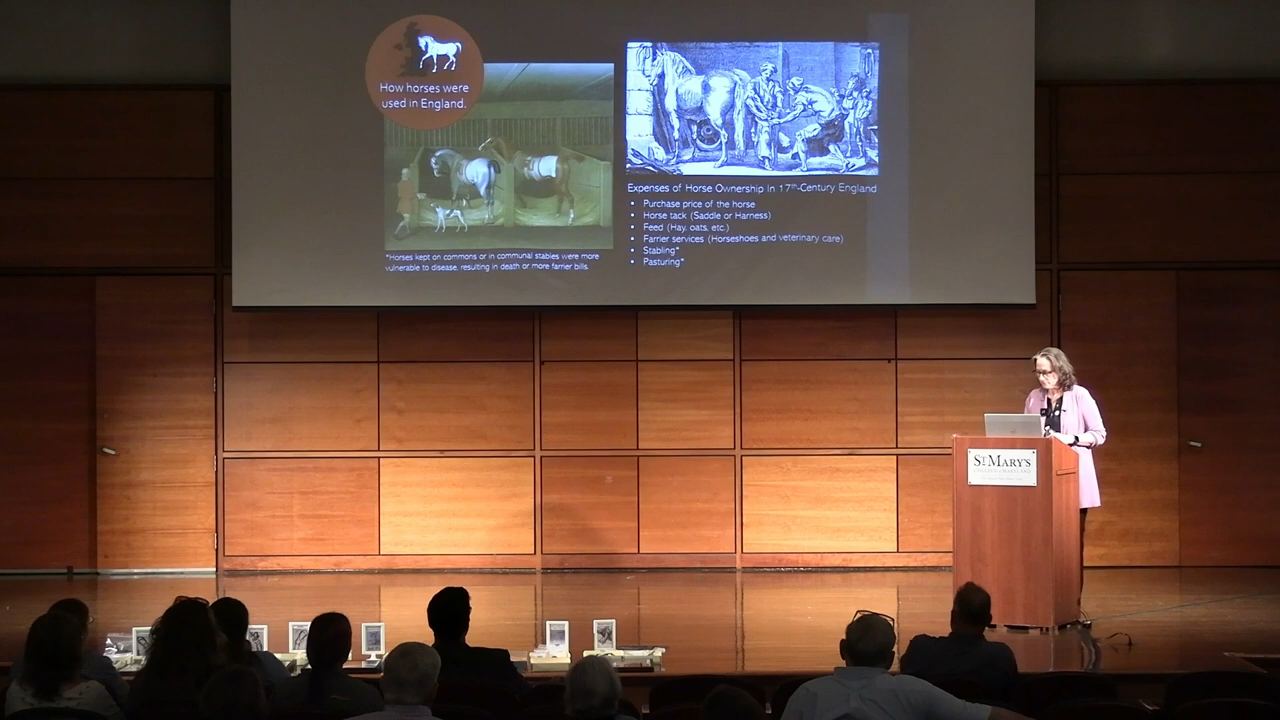 How horses were
used in England.
*Horses kept on commons or in communal stables were more
vulnerable to disease, resulting in death or more farrier bills.
Expenses of Horse Ownership In 17th-Century England
• Purchase price of the horse
• Horse tack (Saddle or Harness)
• Feed (Hay, oats, etc.)
• Farrier services (Horseshoes and veterinary care)
• Stabling*
• Pasturing*
ST MARY'S
COLLEGE of MARYLAND